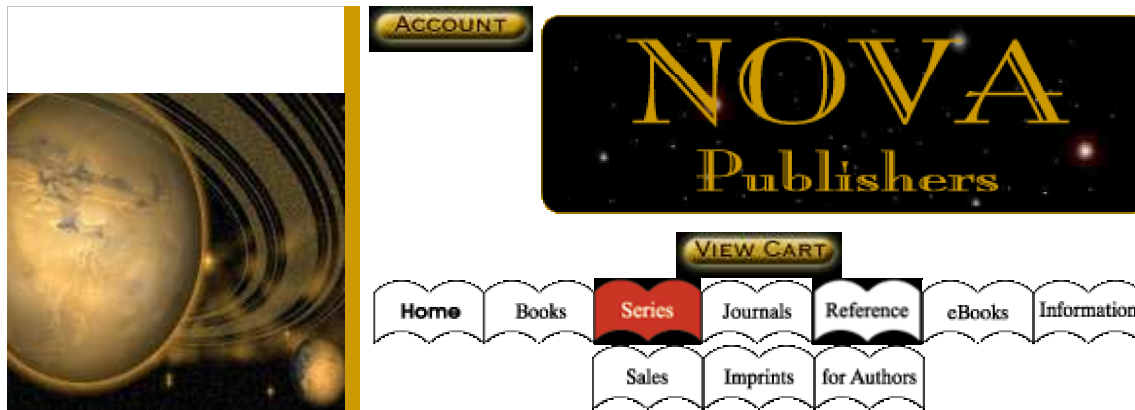 ACCOUNT
NOVA
Publishers
VIEW CART
Home Books Series Journals Reference eBooks Information
Sales Imprints for Authors